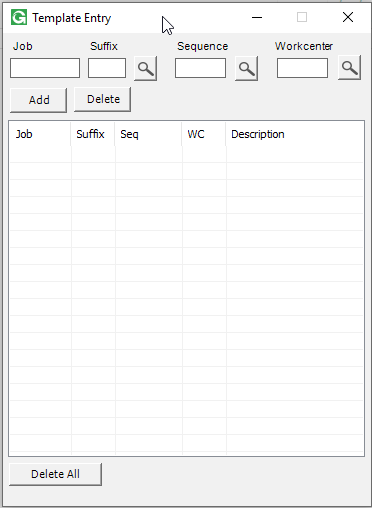 Template Entry
Job Suffix Sequence Workcenter
Add Delete
Job Suffix Seq WC Description
Delete All